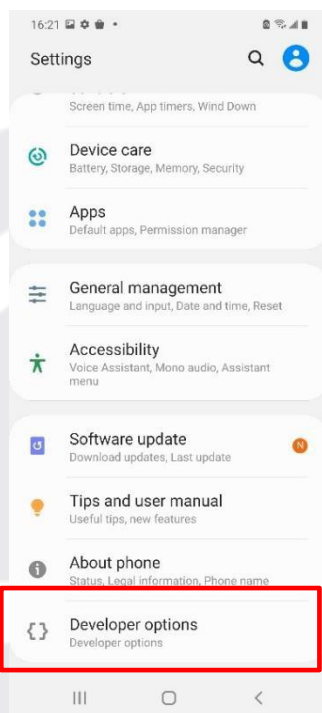 16:21
Settings
Screen time, App timers, Wind Down
Device care
Battery, Storage, Memory, Security
Apps
Default apps, Permission manager
General management
Language and input, Date and time, Reset
Accessibility
Voice Assistant, Mono audio, Assistant
menu
Software update
N
Download updates, Last update
Tips and user manual
Useful tips, new features
About phone
Status, Legal information, Phone name
Developer options
Developer options